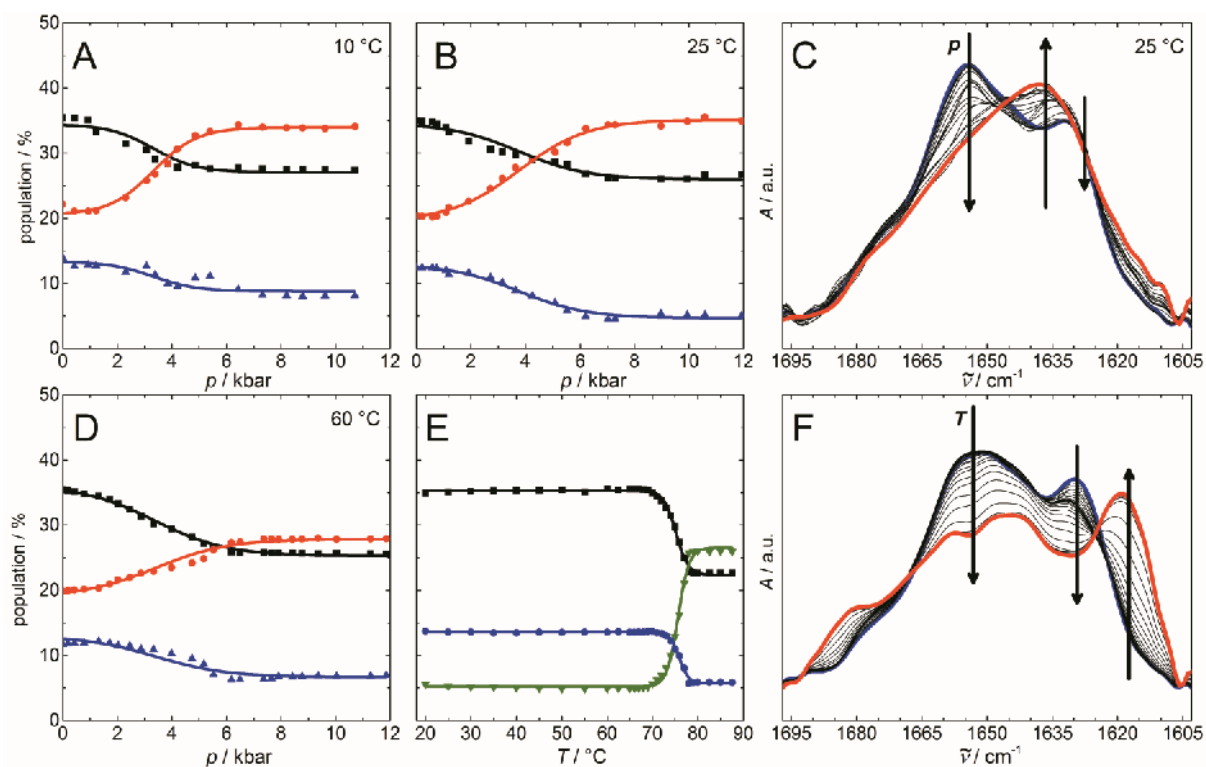 A
10 °C
population / %
50
40
30
20
10
0
0 2 4 6 8 10 12
p / kbar
B
25 °C
0 2 4 6 8 10 12
p / kbar
C
p
25 °C
A / a.u.
1695 1680 1665 1650 1635 1620 1605
ṽ / cm⁻¹
D
60 °C
population / %
50
40
30
20
10
0
0 2 4 6 8 10 12
p / kbar
E
20 30 40 50 60 70 80 90
T / °C
F
T
A / a.u.
1695 1680 1665 1650 1635 1620 1605
ṽ / cm⁻¹